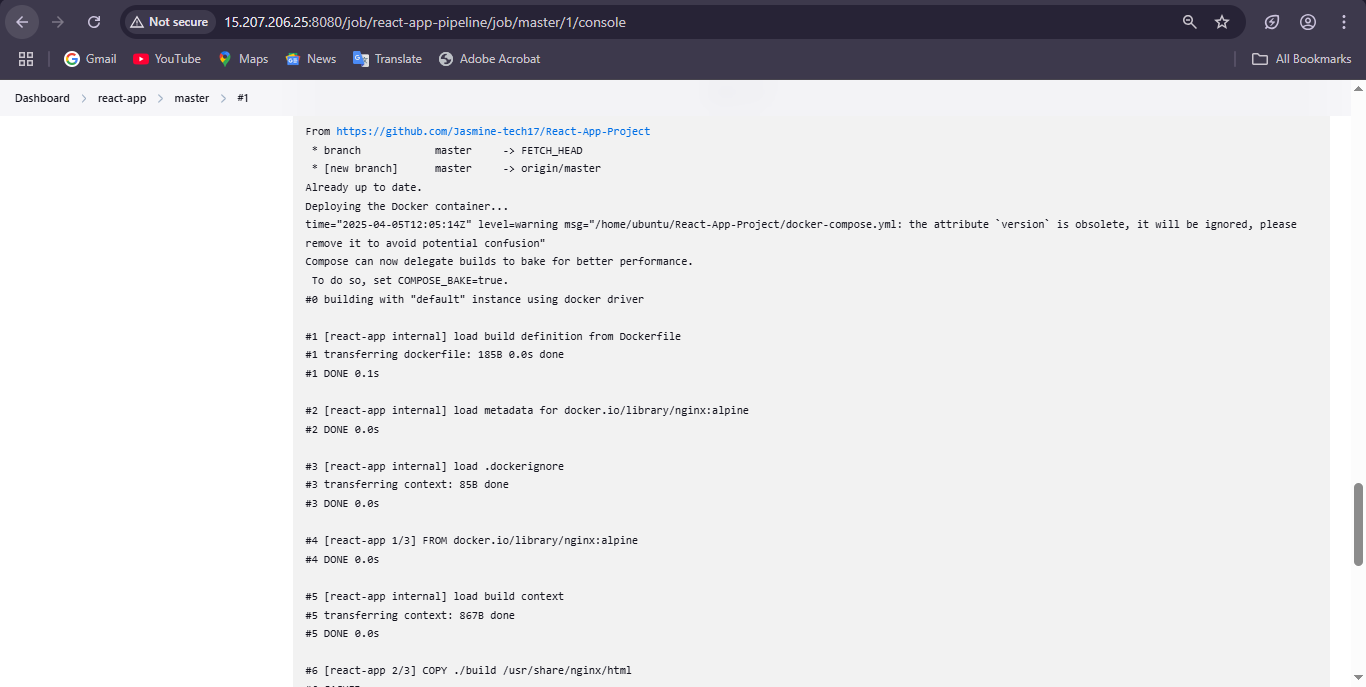 Not secure
15.207.206.25:8080/job/react-app-pipeline/job/master/1/console
Gmail
YouTube
Maps
News
Translate
Adobe Acrobat
All Bookmarks
Dashboard > react-app > master > #1
From https://github.com/Jasmine-tech17/React-App-Project
* branch master -> FETCH_HEAD
* [new branch] master -> origin/master
Already up to date.
Deploying the Docker container...
time="2025-04-05T12:05:14Z" level=warning msg="/home/ubuntu/React-App-Project/docker-compose.yml: the attribute `version` is obsolete, it will be ignored, please
remove it to avoid potential confusion"
Compose can now delegate builds to bake for better performance.
To do so, set COMPOSE_BAKE=true.
#0 building with "default" instance using docker driver
#1 [react-app internal] load build definition from Dockerfile
#1 transferring dockerfile: 185B 0.0s done
#1 DONE 0.1s
#2 [react-app internal] load metadata for docker.io/library/nginx:alpine
#2 DONE 0.0s
#3 [react-app internal] load .dockerignore
#3 transferring context: 85B done
#3 DONE 0.0s
#4 [react-app 1/3] FROM docker.io/library/nginx:alpine
#4 DONE 0.0s
#5 [react-app internal] load build context
#5 transferring context: 867B done
#5 DONE 0.0s
#6 [react-app 2/3] COPY ./build /usr/share/nginx/html